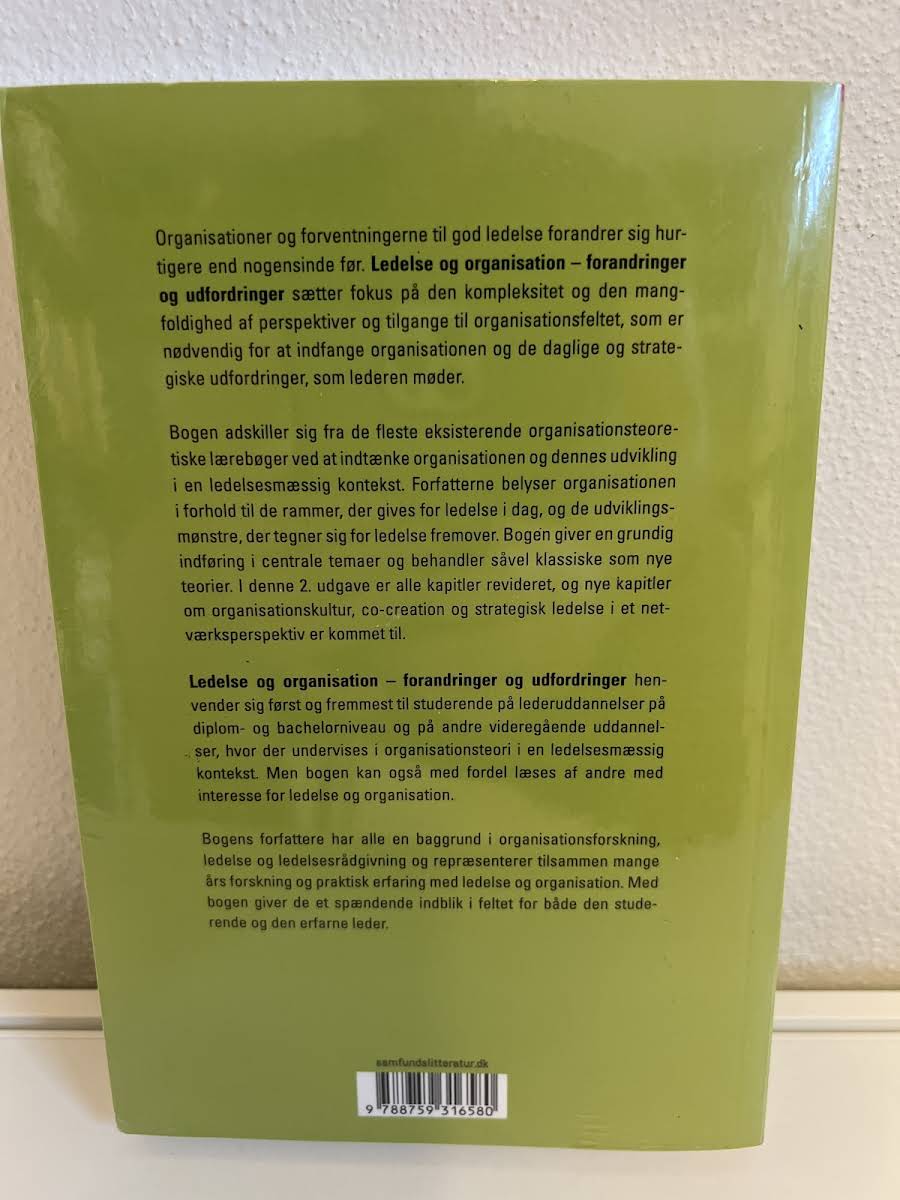 Organisationer og forventningerne til god ledelse forandrer sig hur-
tigere end nogensinde før. Ledelse og organisation – forandringer
og udfordringer sætter fokus på den kompleksitet og den mang-
foldighed af perspektiver og tilgange til organisationsfeltet, som er
nødvendig for at indfange organisationen og de daglige og strate-
giske udfordringer, som lederen møder.
Bogen adskiller sig fra de fleste eksisterende organisationsteore-
tiske lærebøger ved at indtænke organisationen og dennes udvikling
i en ledelsesmæssig kontekst. Forfatterne belyser organisationen
i forhold til de rammer, der gives for ledelse i dag, og de udviklings-
mønstre, der tegner sig for ledelse fremover. Bogen giver en grundig
indføring i centrale temaer og behandler såvel klassiske som nye
teorier. I denne 2. udgave er alle kapitler revideret, og nye kapitler
om organisationskultur, co-creation og strategisk ledelse i et net-
værksperspektiv er kommet til.
Ledelse og organisation – forandringer og udfordringer hen-
vender sig først og fremmest til studerende på lederuddannelser på
diplom- og bachelorniveau og på andre videregående uddannel-
ser, hvor der undervises i organisationsteori i en ledelsesmæssig
kontekst. Men bogen kan også med fordel læses af andre med
interesse for ledelse og organisation.
Bogens forfattere har alle en baggrund i organisationsforskning,
ledelse og ledelsesrådgivning og repræsenterer tilsammen mange
års forskning og praktisk erfaring med ledelse og organisation. Med
bogen giver de et spændende indblik i feltet for både den stude-
rende og den erfarne leder.
samfundslitteratur.dk
9 788759 316580